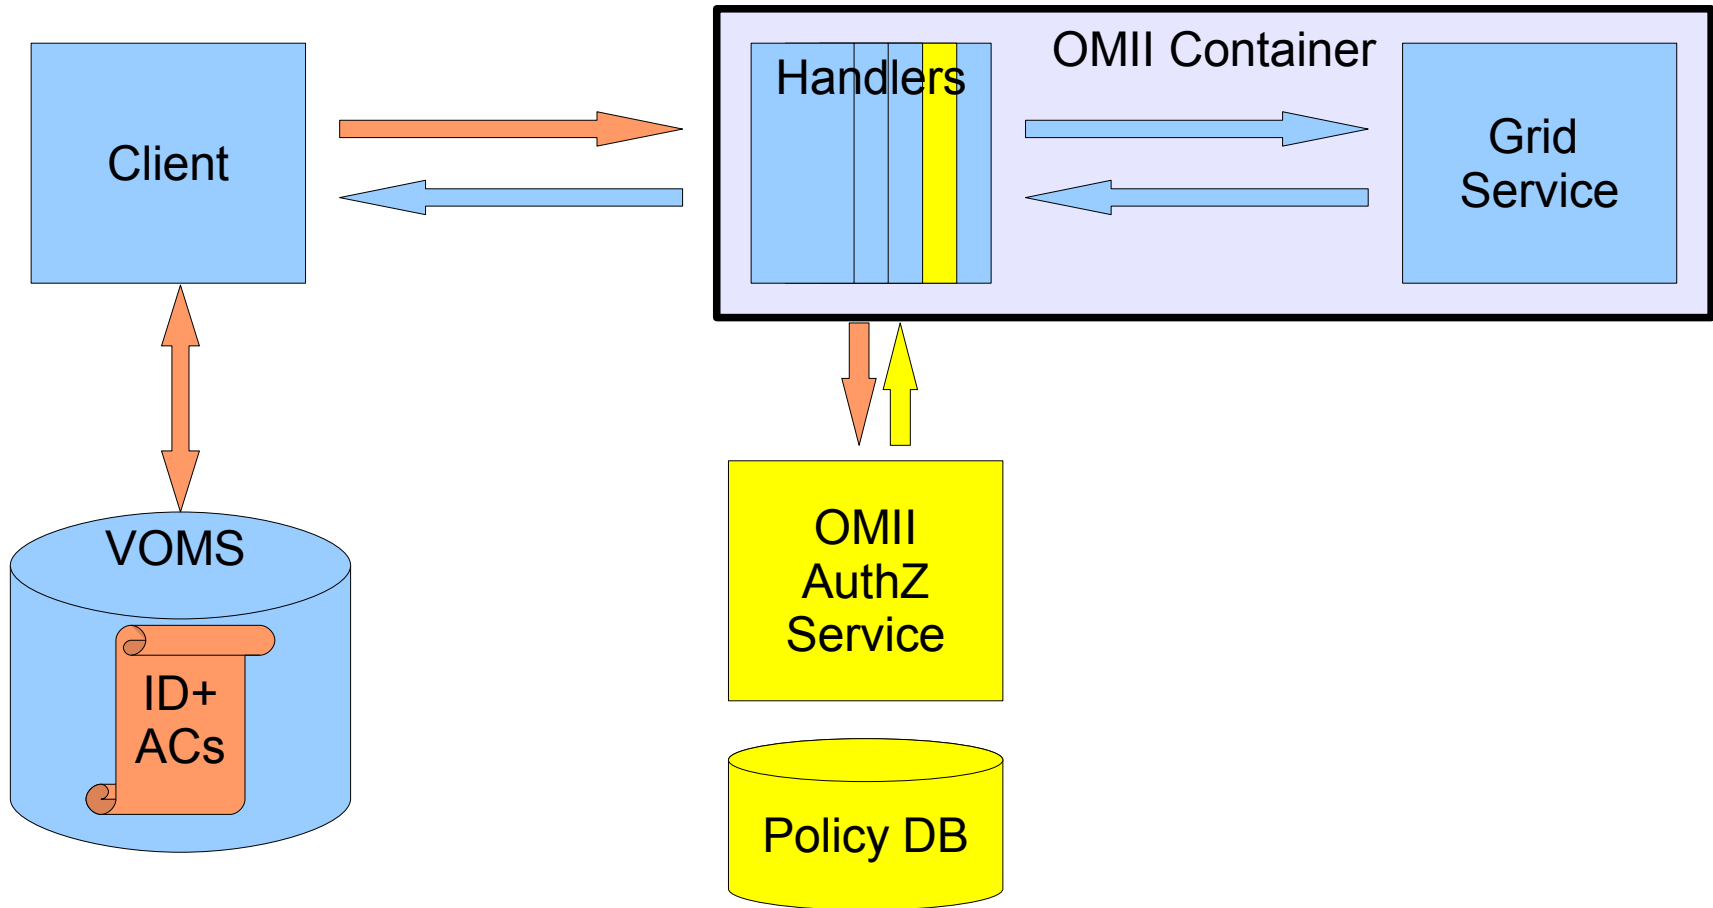 Client
Handlers
OMII Container
Grid
Service
VOMS
ID+
ACs
OMII
AuthZ
Service
Policy DB